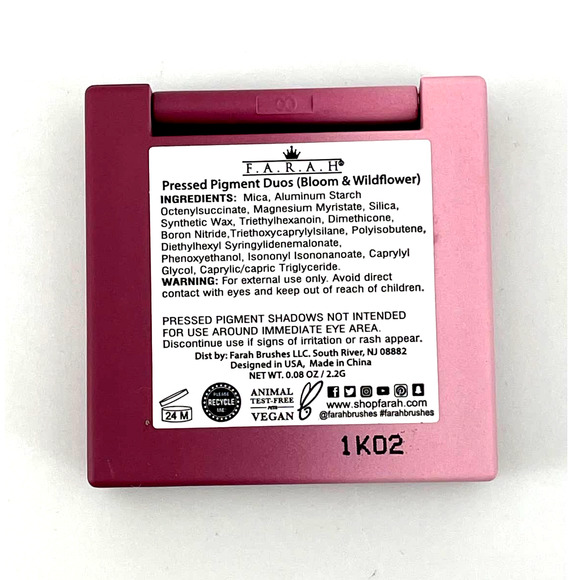 8
F.A.R.A.H®
Pressed Pigment Duos (Bloom & Wildflower)
INGREDIENTS: Mica, Aluminum Starch
Octenylsuccinate, Magnesium Myristate, Silica,
Synthetic Wax, Triethylhexanoin, Dimethicone,
Boron Nitride,Triethoxycaprylylsilane, Polyisobutene,
Diethylhexyl Syringylidenemalonate,
Phenoxyethanol, Isononyl Isononanoate, Caprylyl
Glycol, Caprylic/capric Triglyceride.
WARNING: For external use only. Avoid direct
contact with eyes and keep out of reach of children.
PRESSED PIGMENT SHADOWS NOT INTENDED
FOR USE AROUND IMMEDIATE EYE AREA.
Discontinue use if signs of irritation or rash appear.
Dist by: Farah Brushes LLC. South River, NJ 08882
Designed in USA, Made in China
NET WT. 0.08 OZ / 2.2G
24 M
PLEASE
RECYCLE
ME
ANIMAL
TEST-FREE
AND
VEGAN
www.shopfarah.com
@farahbrushes #farahbrushes
1K02